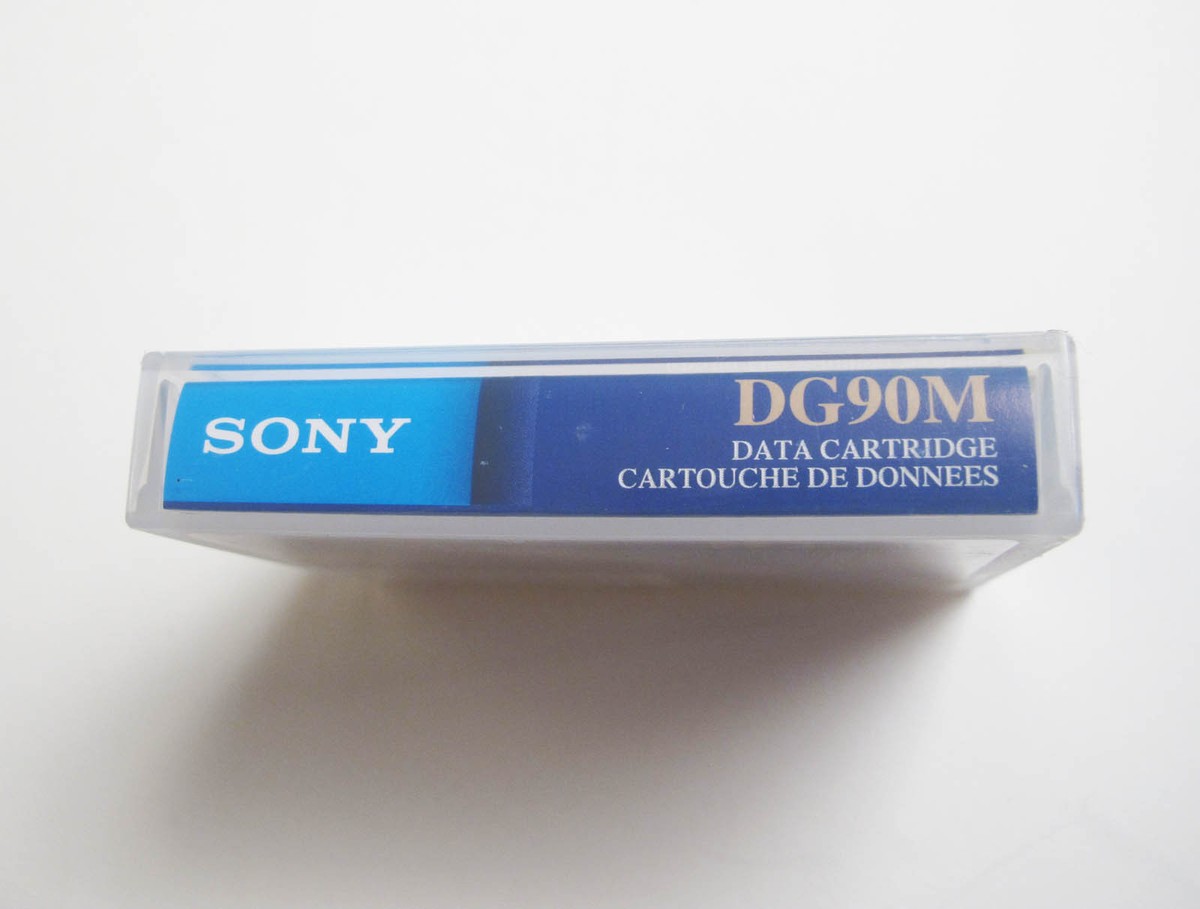 SONY
DG90M
DATA CARTRIDGE
CARTOUCHE DE DONNEES